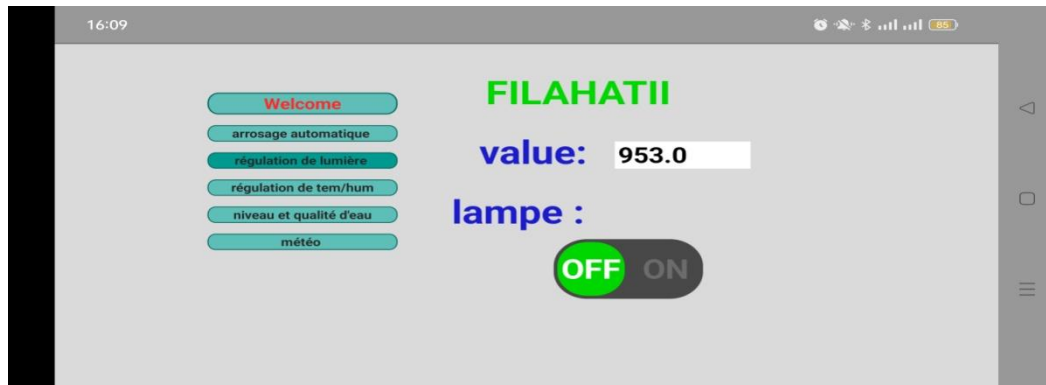 16:09
85
Welcome
arrosage automatique
régulation de lumière
régulation de tem/hum
niveau et qualité d'eau
météo
FILAHATII
value: 953.0
lampe :
OFF ON